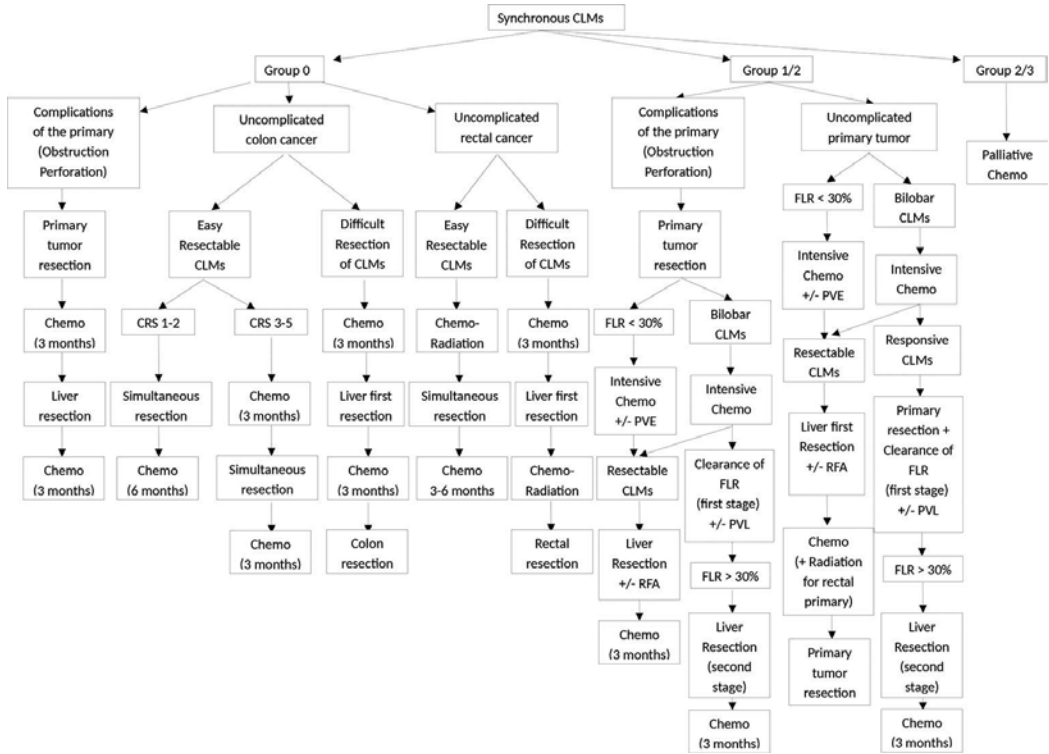 Synchronous CLMs
Group 0
Group 1/2
Group 2/3
Complications
of the primary
(Obstruction
Perforation)
Uncomplicated
colon cancer
Uncomplicated
rectal cancer
Complications
of the primary
(Obstruction
Perforation)
Uncomplicated
primary tumor
Palliative
Chemo
Primary
tumor
resection
Easy
Resectable
CLMs
Difficult
Resection
of CLMs
Easy
Resectable
CLMs
Difficult
Resection
of CLMs
Primary
tumor
resection
FLR < 30%
Bilobar
CLMs
Intensive
Chemo
+/- PVE
Intensive
Chemo
Chemo
(3 months)
CRS 1-2
CRS 3-5
Chemo
(3 months)
Chemo-
Radiation
Chemo
(3 months)
FLR < 30%
Bilobar
CLMs
Resectable
CLMs
Responsive
CLMs
Liver
resection
Simultaneous
resection
Chemo
(3 months)
Liver first
resection
Simultaneous
resection
Liver first
resection
Intensive
Chemo
+/- PVE
Intensive
Chemo
Liver first
Resection
+/- RFA
Primary
resection +
Clearance of
FLR
(first stage)
+/- PVL
Chemo
(3 months)
Chemo
(6 months)
Simultaneous
resection
Chemo
(3 months)
Chemo
3-6 months
Chemo-
Radiation
Resectable
CLMs
Clearance of
FLR
(first stage)
+/- PVL
Chemo
(3 months)
Colon
resection
Rectal
resection
Liver
Resection
+/- RFA
FLR > 30%
Chemo
(+ Radiation
for rectal
primary)
FLR > 30%
Chemo
(3 months)
Liver
Resection
(second
stage)
Primary
tumor
resection
Liver
Resection
(second
stage)
Chemo
(3 months)
Chemo
(3 months)